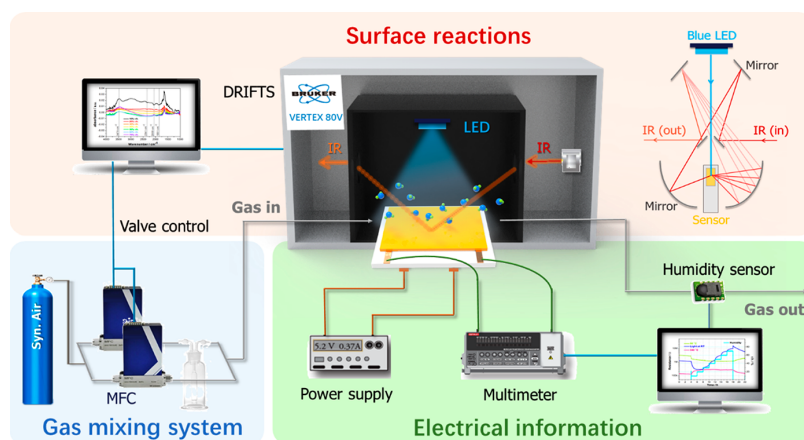 Surface reactions
Blue LED
Mirror
DRIFTS
BRUKER
VERTEX 80V
LED
IR
IR
IR (out)
IR (in)
Mirror
Sensor
Valve control
Gas in
Humidity sensor
Gas out
Syn. Air
MFC
5.2 V 0.37A
Power supply
Multimeter
Gas mixing system
Electrical information